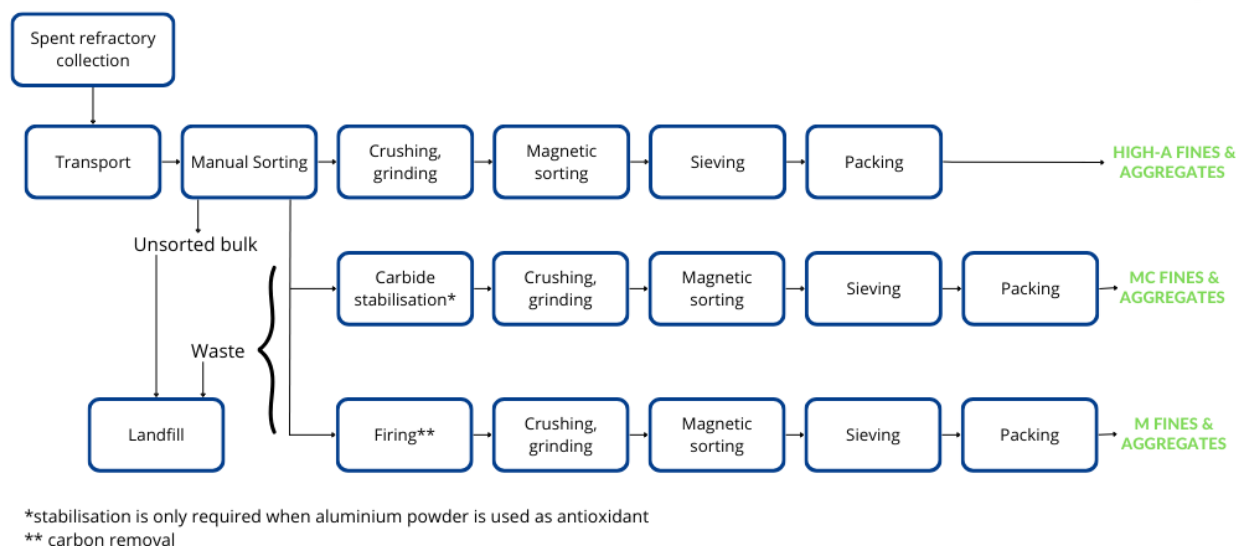 Spent refractory
collection
Transport
Manual Sorting
Crushing,
grinding
Magnetic
sorting
Sieving
Packing
HIGH-A FINES &
AGGREGATES
Unsorted bulk
Carbide
stabilisation*
Crushing,
grinding
Magnetic
sorting
Sieving
Packing
MC FINES &
AGGREGATES
Waste
Landfill
Firing**
Crushing,
grinding
Magnetic
sorting
Sieving
Packing
M FINES &
AGGREGATES
*stabilisation is only required when aluminium powder is used as antioxidant
** carbon removal